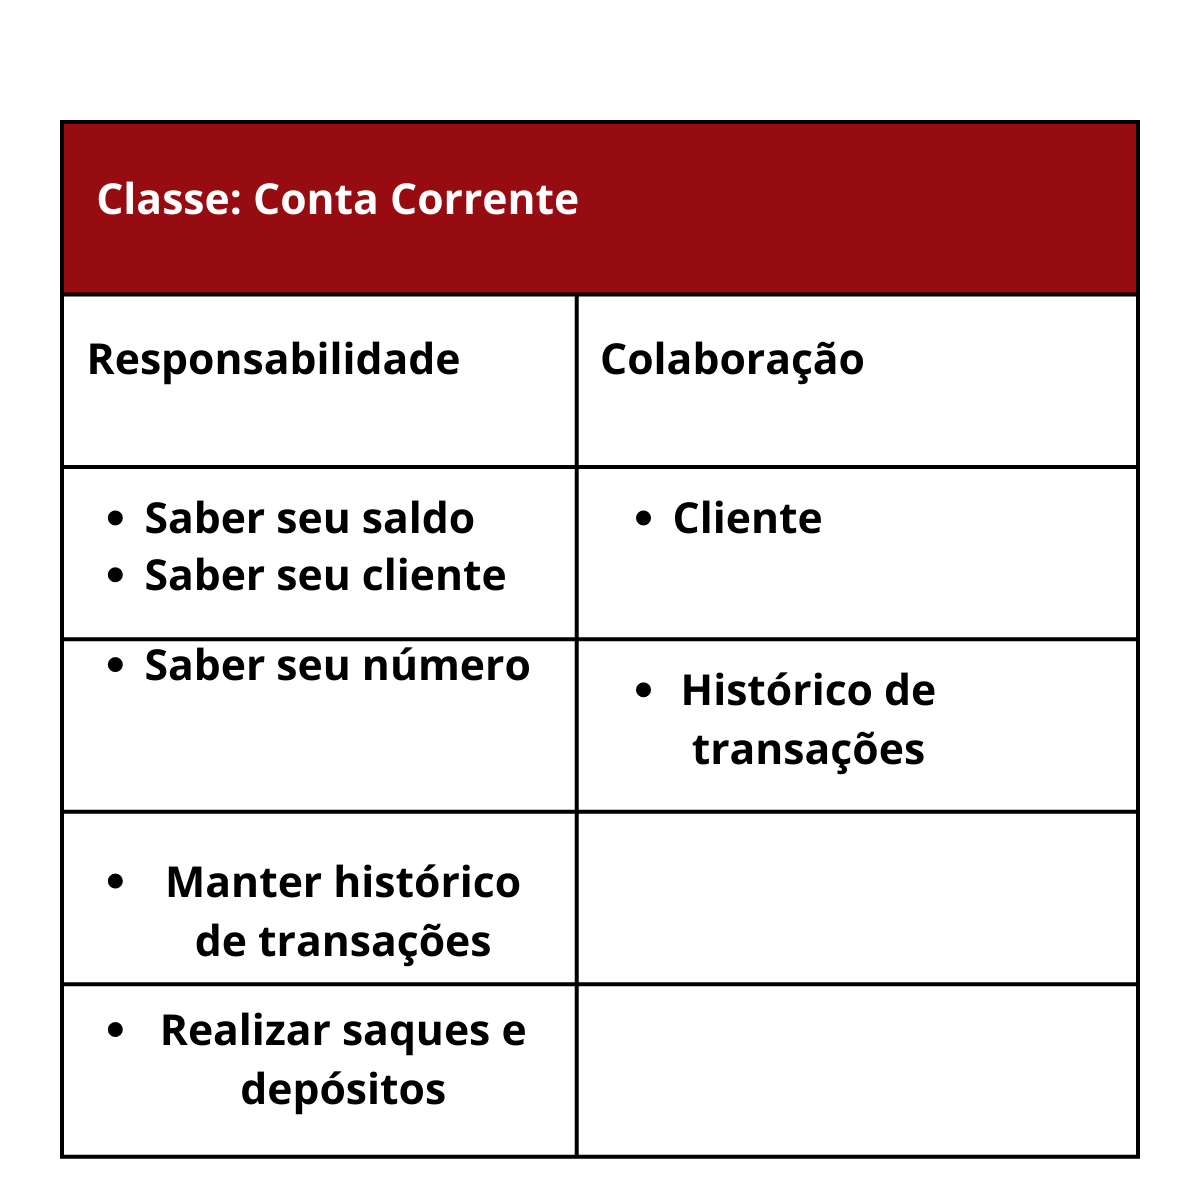 Classe: Conta Corrente
Responsabilidade
Colaboração
• Saber seu saldo
• Saber seu cliente
• Cliente
• Saber seu número
• Histórico de
transações
• Manter histórico
de transações
• Realizar saques e
depósitos